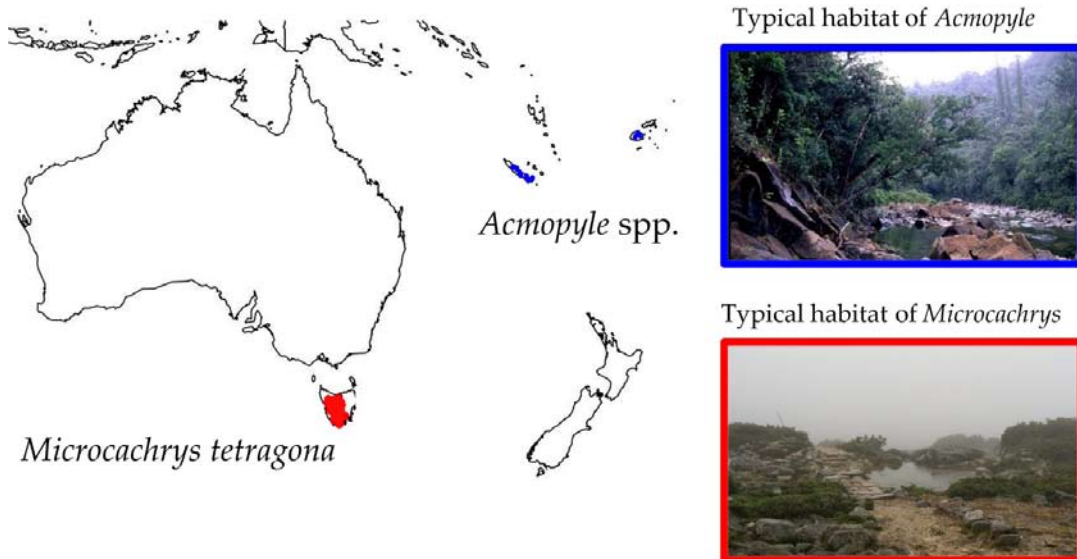 Typical habitat of Acmopyle
Acmopyle spp.
Typical habitat of Microcachrys
Microcachrys tetragona